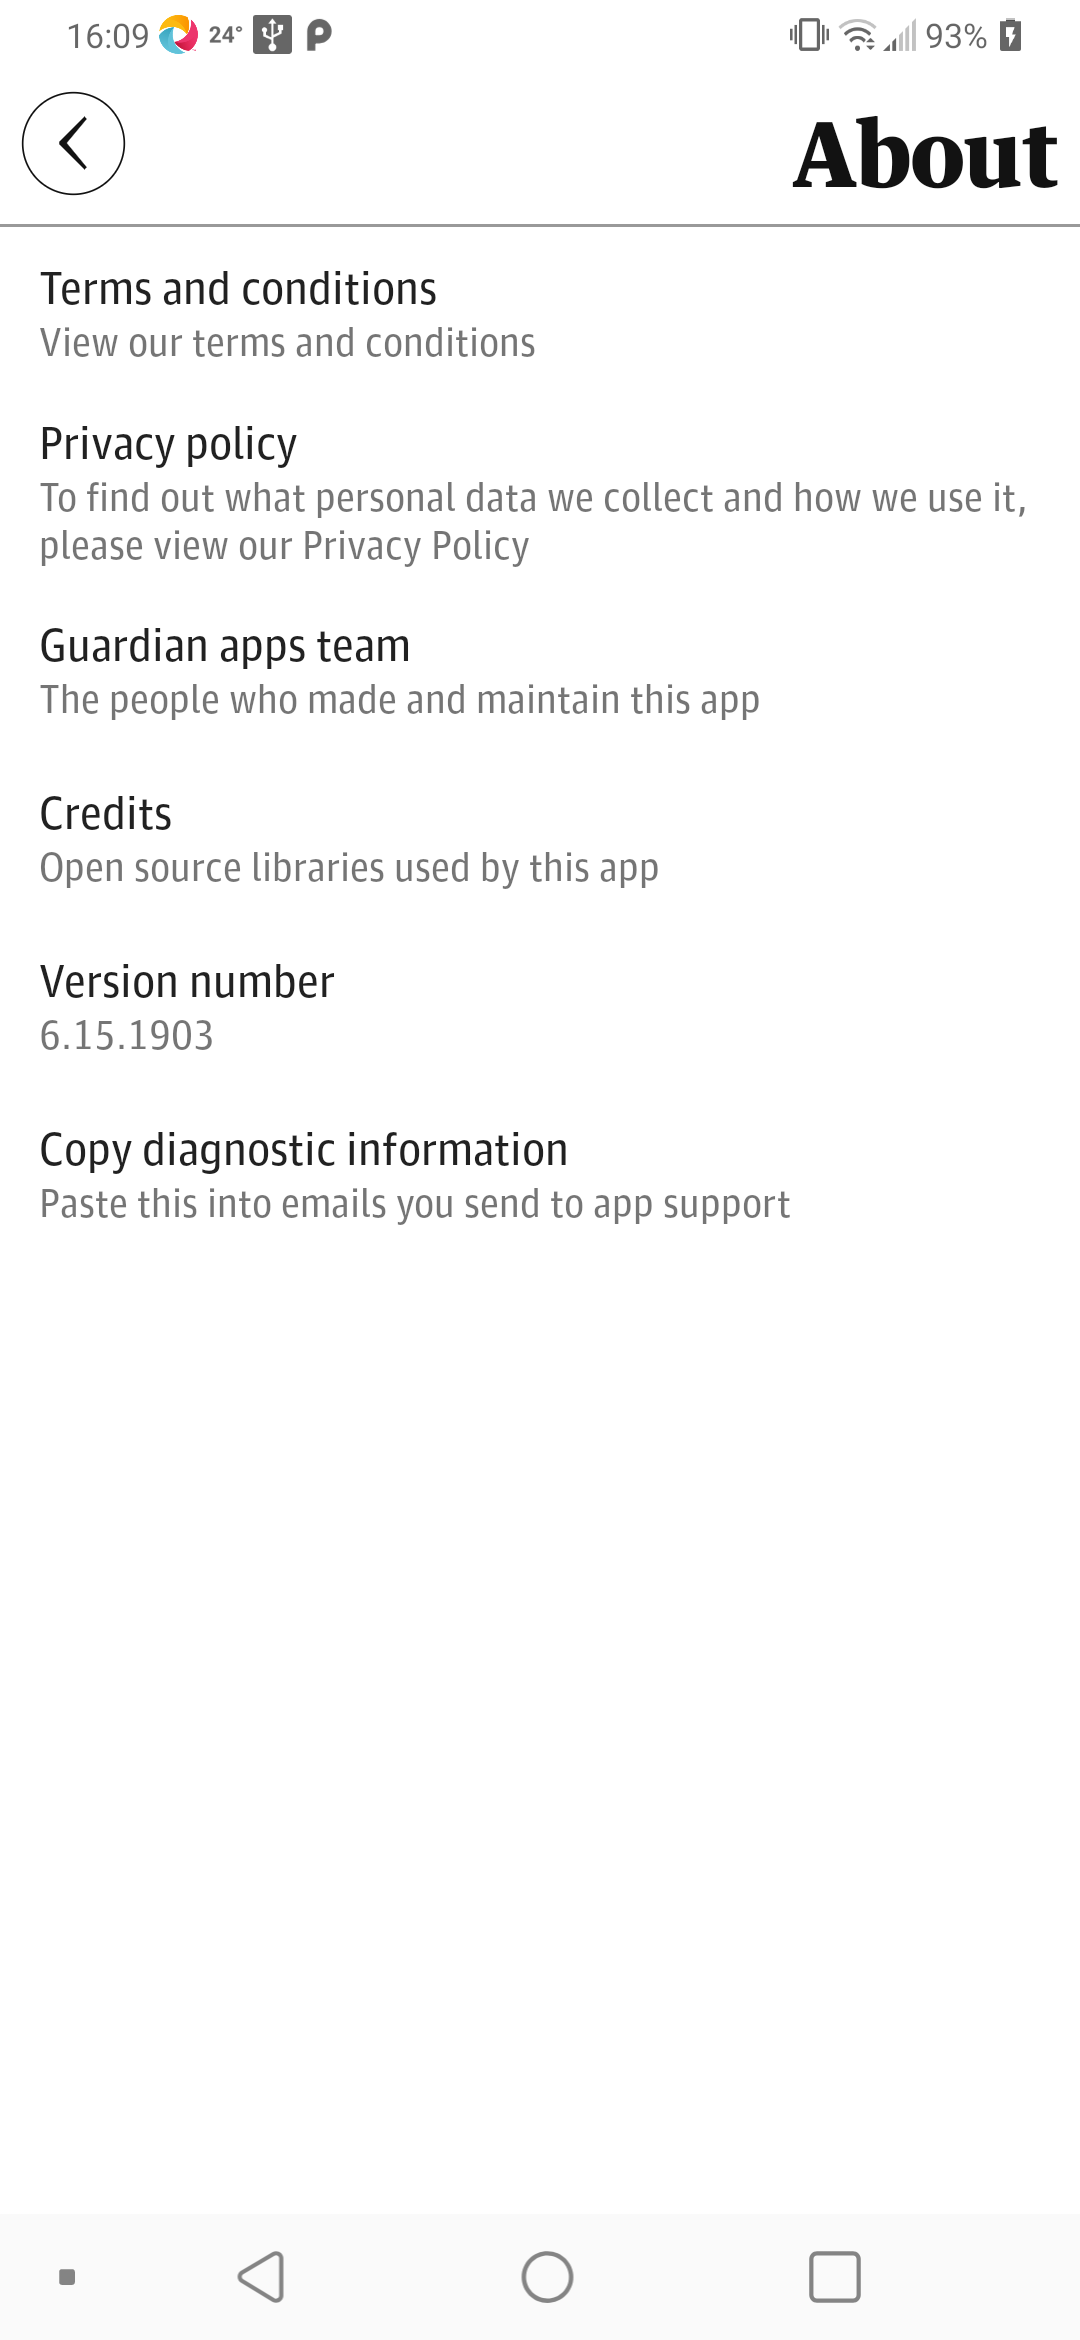 16:09 24° 93%
About
Terms and conditions
View our terms and conditions
Privacy policy
To find out what personal data we collect and how we use it,
please view our Privacy Policy
Guardian apps team
The people who made and maintain this app
Credits
Open source libraries used by this app
Version number
6.15.1903
Copy diagnostic information
Paste this into emails you send to app support